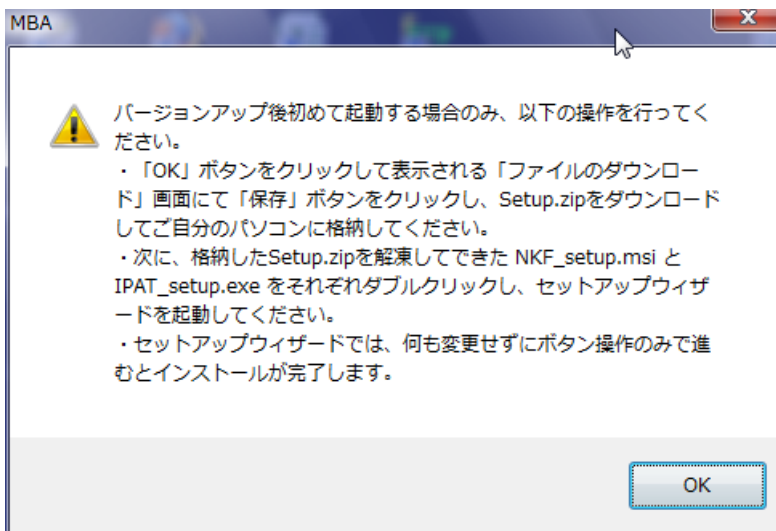 MBA
バージョンアップ後初めて起動する場合のみ、以下の操作を行ってく
ださい。
・「OK」ボタンをクリックして表示される「ファイルのダウンロー
ド」画面にて「保存」ボタンをクリックし、Setup.zipをダウンロード
してご自分のパソコンに格納してください。
・次に、格納したSetup.zipを解凍してできた NKF_setup.msi と
IPAT_setup.exe をそれぞれダブルクリックし、セットアップウィザ
ードを起動してください。
・セットアップウィザードでは、何も変更せずにボタン操作のみで進
むとインストールが完了します。
OK